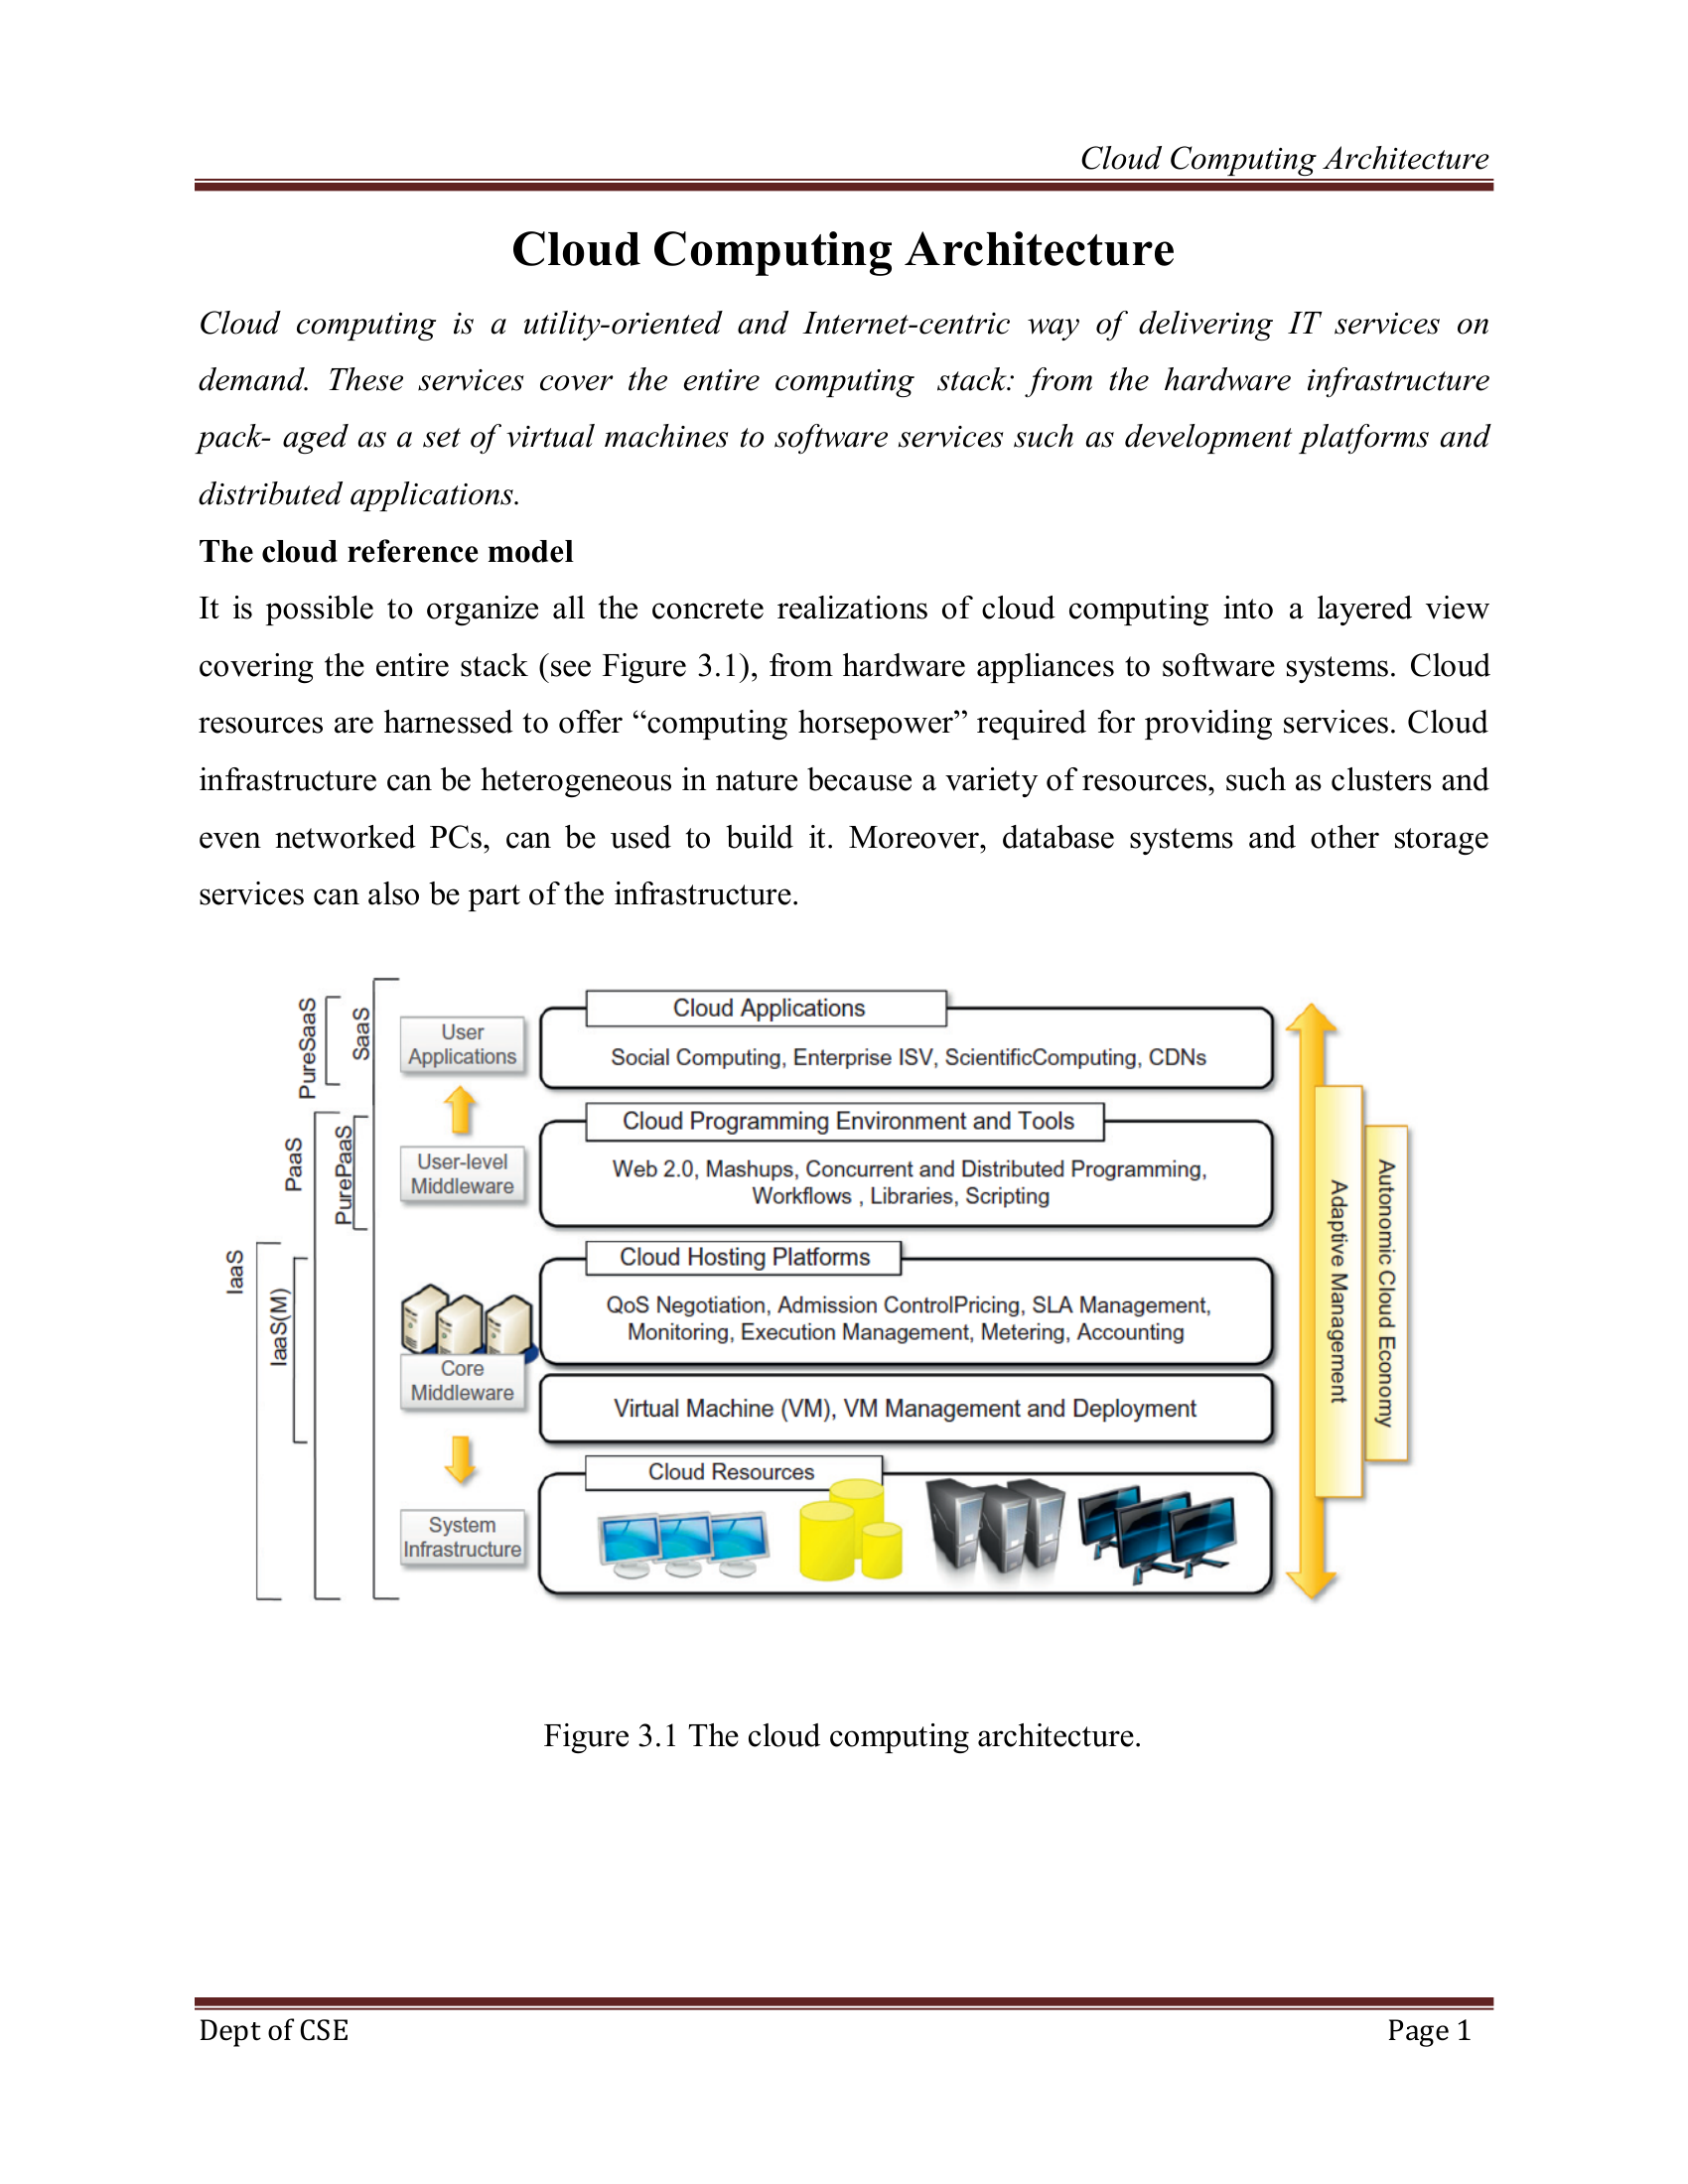 Cloud Computing Architecture
Cloud Computing Architecture
Cloud computing is a utility-oriented and Internet-centric way of delivering IT services on
demand. These services cover the entire computing stack: from the hardware infrastructure
pack- aged as a set of virtual machines to software services such as development platforms and
distributed applications.
The cloud reference model
It is possible to organize all the concrete realizations of cloud computing into a layered view
covering the entire stack (see Figure 3.1), from hardware appliances to software systems. Cloud
resources are harnessed to offer “computing horsepower” required for providing services. Cloud
infrastructure can be heterogeneous in nature because a variety of resources, such as clusters and
even networked PCs, can be used to build it. Moreover, database systems and other storage
services can also be part of the infrastructure.
PureSaaS
SaaS
PaaS
PurePaaS
IaaS
IaaS(M)
User
Applications
Cloud Applications
Social Computing, Enterprise ISV, ScientificComputing, CDNs
User-level
Middleware
Cloud Programming Environment and Tools
Web 2.0, Mashups, Concurrent and Distributed Programming,
Workflows , Libraries, Scripting
Cloud Hosting Platforms
QoS Negotiation, Admission ControlPricing, SLA Management,
Monitoring, Execution Management, Metering, Accounting
Core
Middleware
Virtual Machine (VM), VM Management and Deployment
Cloud Resources
System
Infrastructure
Adaptive Management
Autonomic Cloud Economy
Figure 3.1 The cloud computing architecture.
Dept of CSE
Page 1